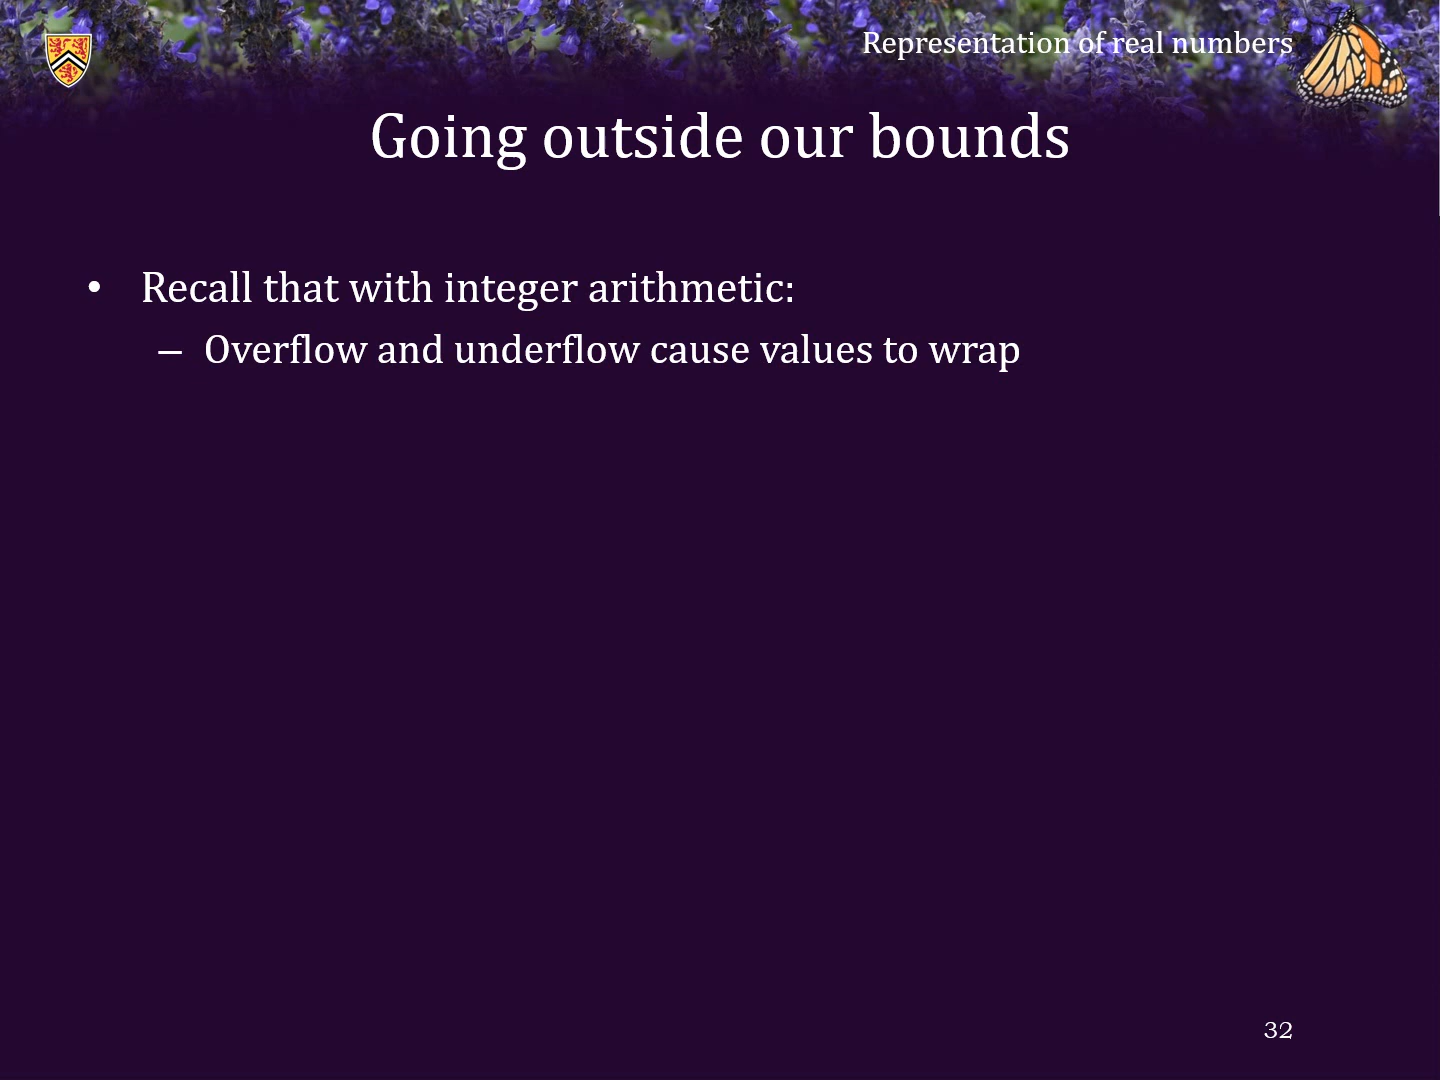 Representation of real numbers
Going outside our bounds
• Recall that with integer arithmetic:
– Overflow and underflow cause values to wrap
32